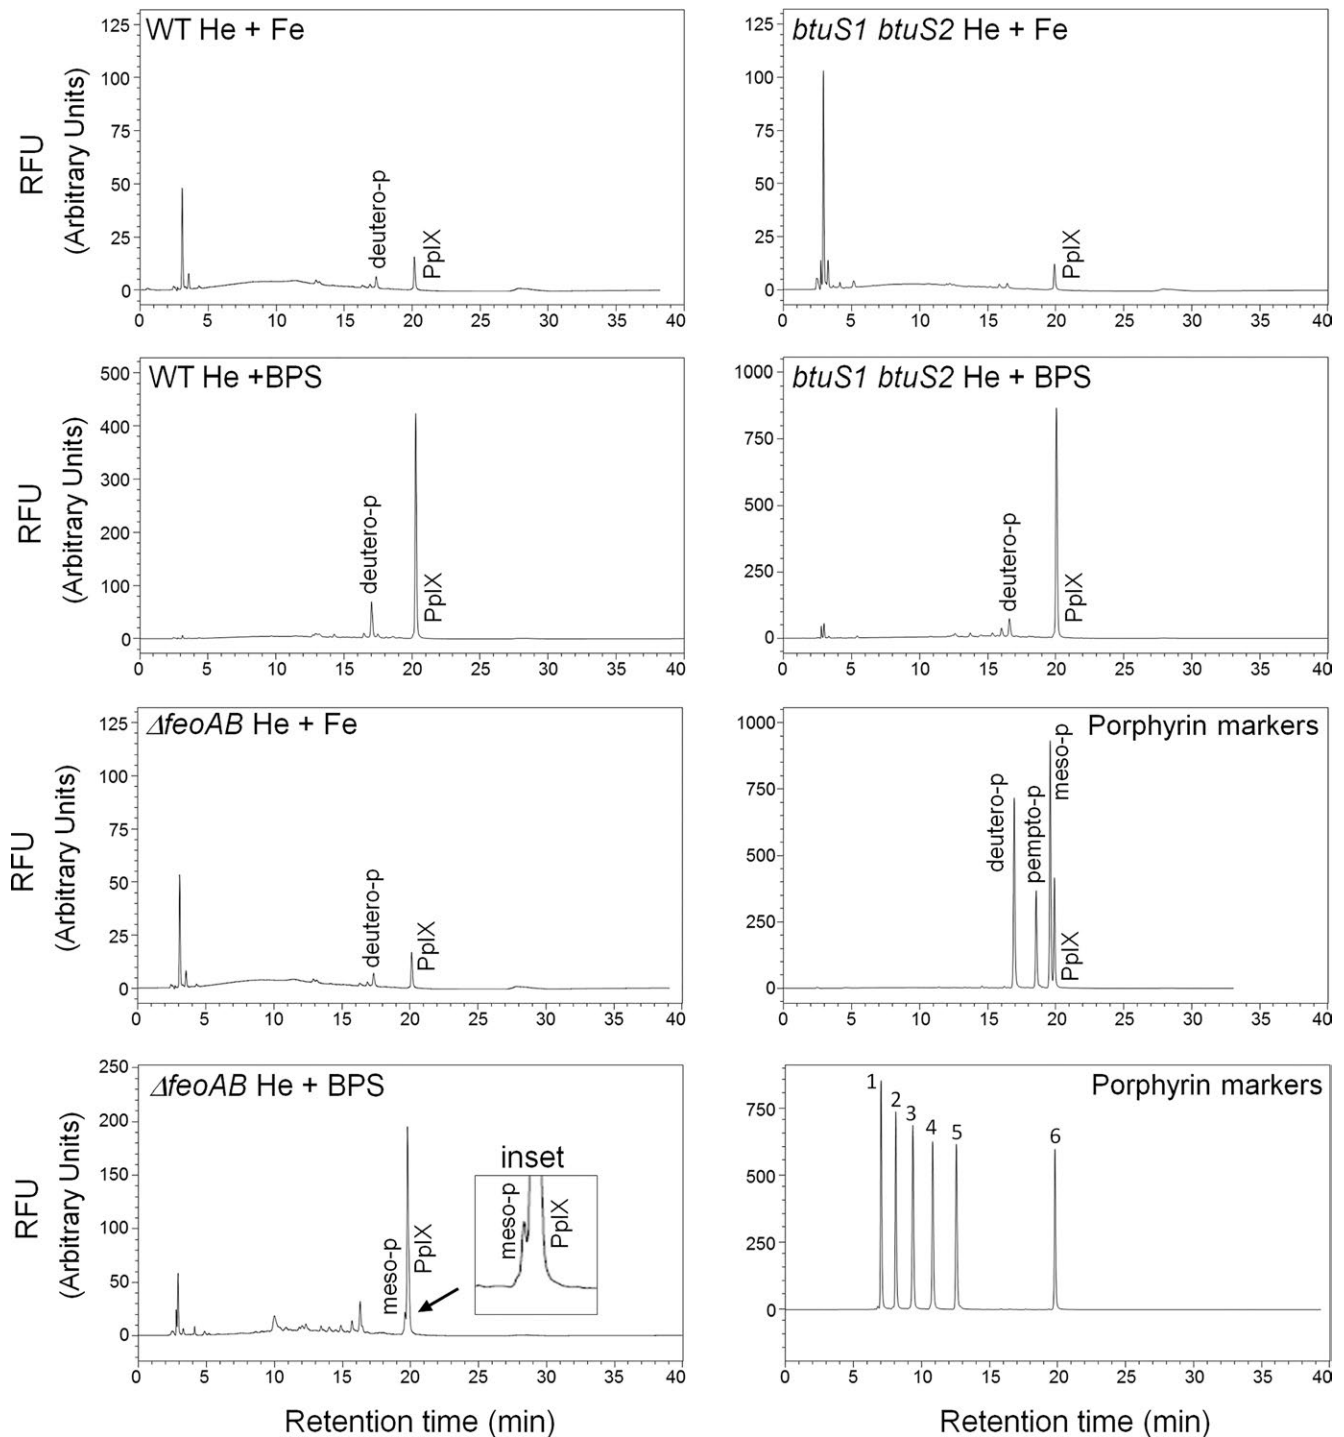 WT He + Fe
125
100
75
50
25
0
RFU
(Arbitrary Units)
deutero-p
PpIX
0 5 10 15 20 25 30 35 40
btuS1 btuS2 He + Fe
125
100
75
50
25
0
PpIX
0 5 10 15 20 25 30 35 40
WT He +BPS
500
400
300
200
100
0
RFU
(Arbitrary Units)
deutero-p
PpIX
0 5 10 15 20 25 30 35 40
btuS1 btuS2 He + BPS
1000
750
500
250
0
deutero-p
PpIX
0 5 10 15 20 25 30 35 40
ΔfeoAB He + Fe
125
100
75
50
25
0
RFU
(Arbitrary Units)
deutero-p
PpIX
0 5 10 15 20 25 30 35 40
Porphyrin markers
1000
750
500
250
0
deutero-p
pempto-p
meso-p
PpIX
0 5 10 15 20 25 30 35 40
ΔfeoAB He + BPS
250
200
150
100
50
0
RFU
(Arbitrary Units)
meso-p
PpIX
inset
meso-p
PpIX
0 5 10 15 20 25 30 35 40
Retention time (min)
Porphyrin markers
750
500
250
0
1 2 3 4 5 6
0 5 10 15 20 25 30 35 40
Retention time (min)